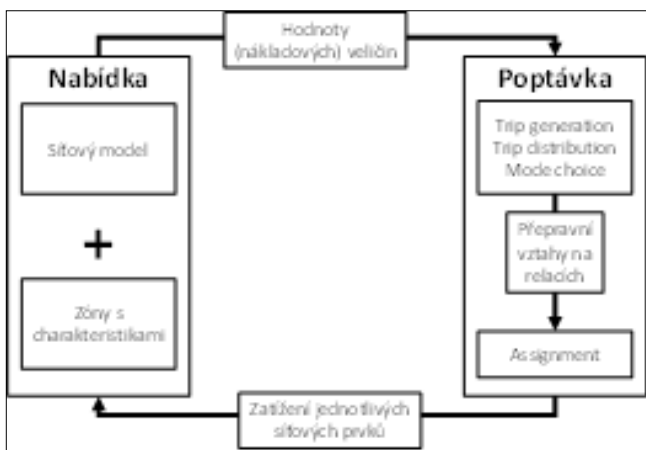 Hodnoty
(nákladových) veličin
Nabídka
Síťový model
+
Zóny s
charakteristikami
Poptávka
Trip generation
Trip distribution
Mode choice
Přepravní
vztahy na
relacích
Assignment
Zatížení jednotlivých
síťových prvků